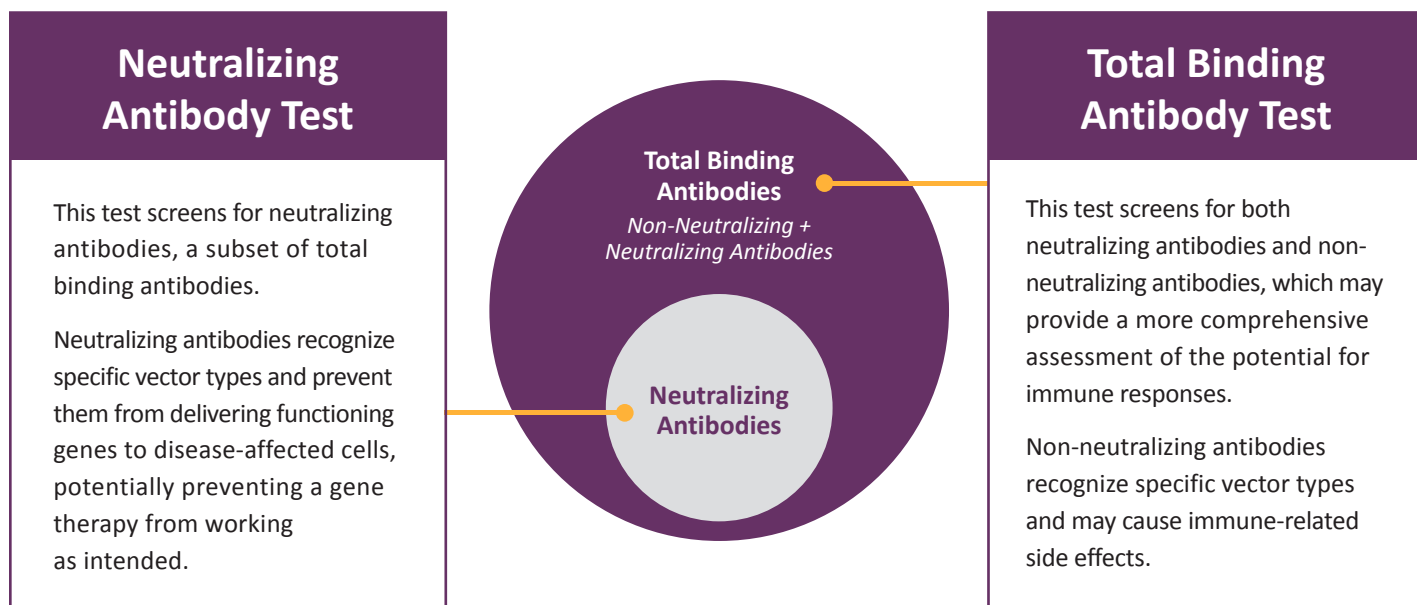 Neutralizing
Antibody Test
This test screens for neutralizing
antibodies, a subset of total
binding antibodies.
Neutralizing antibodies recognize
specific vector types and prevent
them from delivering functioning
genes to disease-affected cells,
potentially preventing a gene
therapy from working
as intended.
Total Binding
Antibodies
Non-Neutralizing +
Neutralizing Antibodies
Neutralizing
Antibodies
Total Binding
Antibody Test
This test screens for both
neutralizing antibodies and non-
neutralizing antibodies, which may
provide a more comprehensive
assessment of the potential for
immune responses.
Non-neutralizing antibodies
recognize specific vector types
and may cause immune-related
side effects.